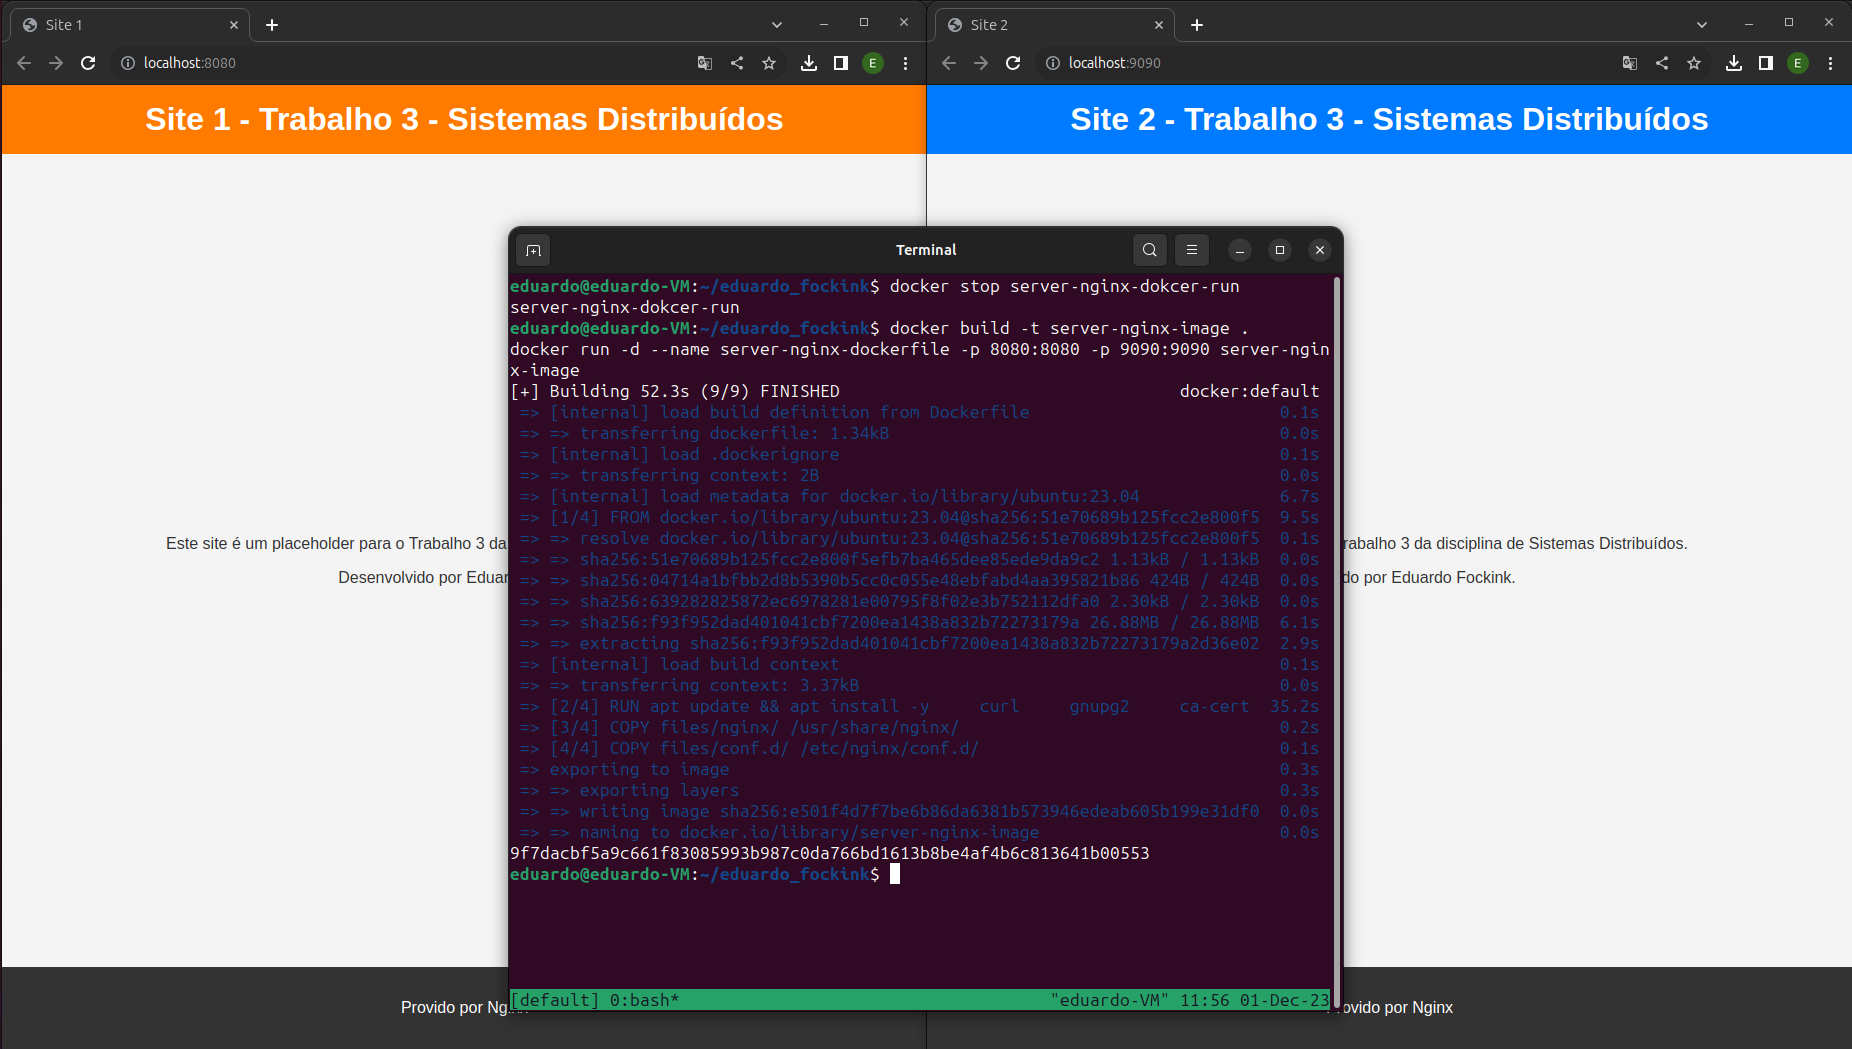 Site 1
Site 2
localhost:8080
E
localhost:9090
E
Site 1 - Trabalho 3 - Sistemas Distribuídos
Site 2 - Trabalho 3 - Sistemas Distribuídos
Terminal
eduardo@eduardo-VM:~/eduardo_fockink$ docker stop server-nginx-dokcer-run
server-nginx-dokcer-run
eduardo@eduardo-VM:~/eduardo_fockink$ docker build -t server-nginx-image .
docker run -d --name server-nginx-dockerfile -p 8080:8080 -p 9090:9090 server-ngin
x-image
[+] Building 52.3s (9/9) FINISHED docker:default
=> [internal] load build definition from Dockerfile 0.1s
=> => transferring dockerfile: 1.34kB 0.0s
=> [internal] load .dockerignore 0.1s
=> => transferring context: 2B 0.0s
=> [internal] load metadata for docker.io/library/ubuntu:23.04 6.7s
=> [1/4] FROM docker.io/library/ubuntu:23.04@sha256:51e70689b125fcc2e800f5 9.5s
=> => resolve docker.io/library/ubuntu:23.04@sha256:51e70689b125fcc2e800f5 0.1s
=> => sha256:51e70689b125fcc2e800f5efb7ba465dee85ede9da9c2 1.13kB / 1.13kB 0.0s
=> => sha256:04714a1bfbb2d8b5390b5cc0c055e48ebfabd4aa395821b86 424B / 424B 0.0s
=> => sha256:639282825872ec6978281e00795f8f02e3b752112dfa0 2.30kB / 2.30kB 0.0s
=> => sha256:f93f952dad401041cbf7200ea1438a832b72273179a 26.88MB / 26.88MB 6.1s
=> => extracting sha256:f93f952dad401041cbf7200ea1438a832b72273179a2d36e02 2.9s
=> [internal] load build context 0.1s
=> => transferring context: 3.37kB 0.0s
=> [2/4] RUN apt update && apt install -y curl gnupg2 ca-cert 35.2s
=> [3/4] COPY files/nginx/ /usr/share/nginx/ 0.2s
=> [4/4] COPY files/conf.d/ /etc/nginx/conf.d/ 0.1s
=> exporting to image 0.3s
=> => exporting layers 0.3s
=> => writing image sha256:e501f4d7f7be6b86da6381b573946edeab605b199e31df0 0.0s
=> => naming to docker.io/library/server-nginx-image 0.0s
9f7dacbf5a9c661f83085993b987c0da766bd1613b8be4af4b6c813641b00553
eduardo@eduardo-VM:~/eduardo_fockink$
[default] 0:bash* "eduardo-VM" 11:56 01-Dec-23
Este site é um placeholder para o Trabalho 3 da
Desenvolvido por Eduar
rabalho 3 da disciplina de Sistemas Distribuídos.
do por Eduardo Fockink.
Provido por Nginx
ovido por Nginx